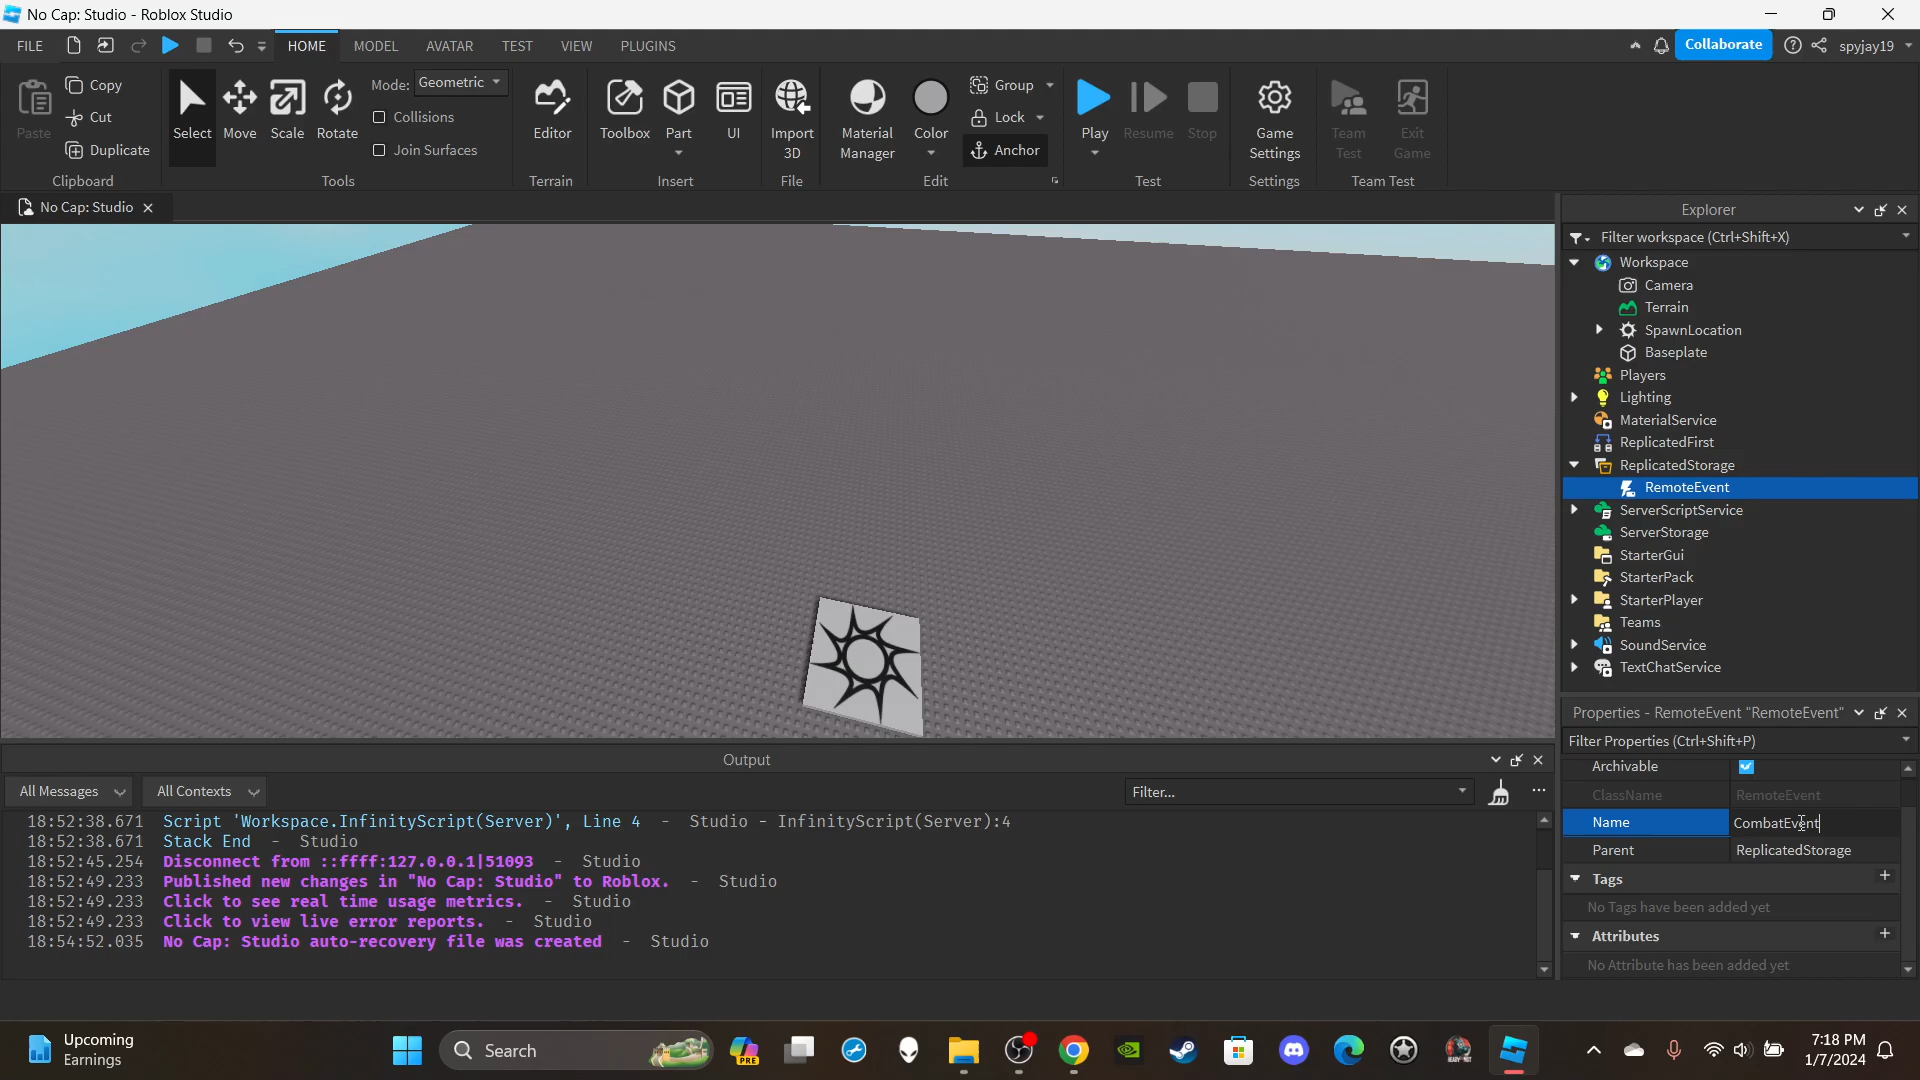 No Cap: Studio - Roblox Studio
FILE HOME MODEL AVATAR TEST VIEW PLUGINS Collaborate spyjay19
Paste Copy Cut Duplicate Clipboard
Select Move Scale Rotate Mode: Geometric Collisions Join Surfaces Tools
Editor Terrain
Toolbox Part UI Insert
Import 3D File
Material Manager Color Group Lock Anchor Edit
Play Resume Stop Test
Game Settings Settings
Team Test Exit Game Team Test
No Cap: Studio
Explorer
Filter workspace (Ctrl+Shift+X)
Workspace
Camera
Terrain
SpawnLocation
Baseplate
Players
Lighting
MaterialService
ReplicatedFirst
ReplicatedStorage
RemoteEvent
ServerScriptService
ServerStorage
StarterGui
StarterPack
StarterPlayer
Teams
SoundService
TextChatService
Properties - RemoteEvent "RemoteEvent"
Filter Properties (Ctrl+Shift+P)
Archivable
ClassName RemoteEvent
Name CombatEvent
Parent ReplicatedStorage
Tags
No Tags have been added yet
Attributes
No Attribute has been added yet
Output
All Messages All Contexts Filter...
18:52:38.671 Script 'Workspace.InfinityScript(Server)', Line 4 - Studio - InfinityScript(Server):4
18:52:38.671 Stack End - Studio
18:52:45.254 Disconnect from ::ffff:127.0.0.1|51093 - Studio
18:52:49.233 Published new changes in "No Cap: Studio" to Roblox. - Studio
18:52:49.233 Click to see real time usage metrics. - Studio
18:52:49.233 Click to view live error reports. - Studio
18:54:52.035 No Cap: Studio auto-recovery file was created - Studio
Upcoming
Earnings
Search
PRE
7:18 PM
1/7/2024